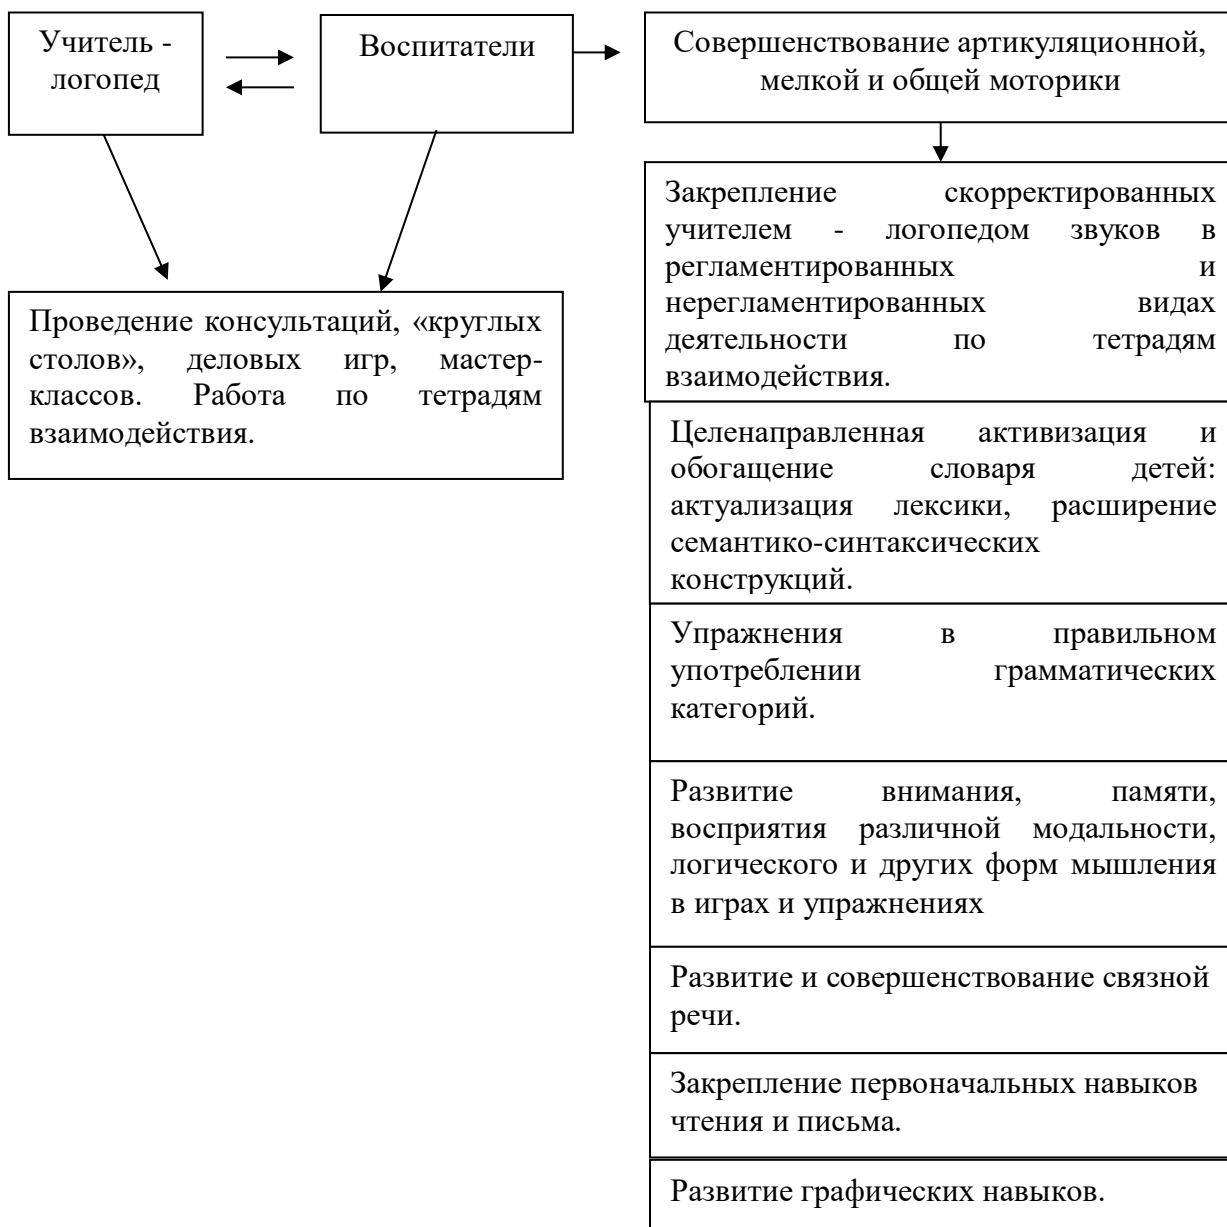 Учитель -
логопед
Воспитатели
Совершенствование артикуляционной,
мелкой и общей моторики
Закрепление скорректированных
учителем - логопедом звуков в
регламентированных и
нерегламентированных видах
деятельности по тетрадям
взаимодействия.
Проведение консультаций, «круглых
столов», деловых игр, мастер-
классов. Работа по тетрадям
взаимодействия.
Целенаправленная активизация и
обогащение словаря детей:
актуализация лексики, расширение
семантико-синтаксических
конструкций.
Упражнения в правильном
употреблении грамматических
категорий.
Развитие внимания, памяти,
восприятия различной модальности,
логического и других форм мышления
в играх и упражнениях
Развитие и совершенствование связной
речи.
Закрепление первоначальных навыков
чтения и письма.
Развитие графических навыков.